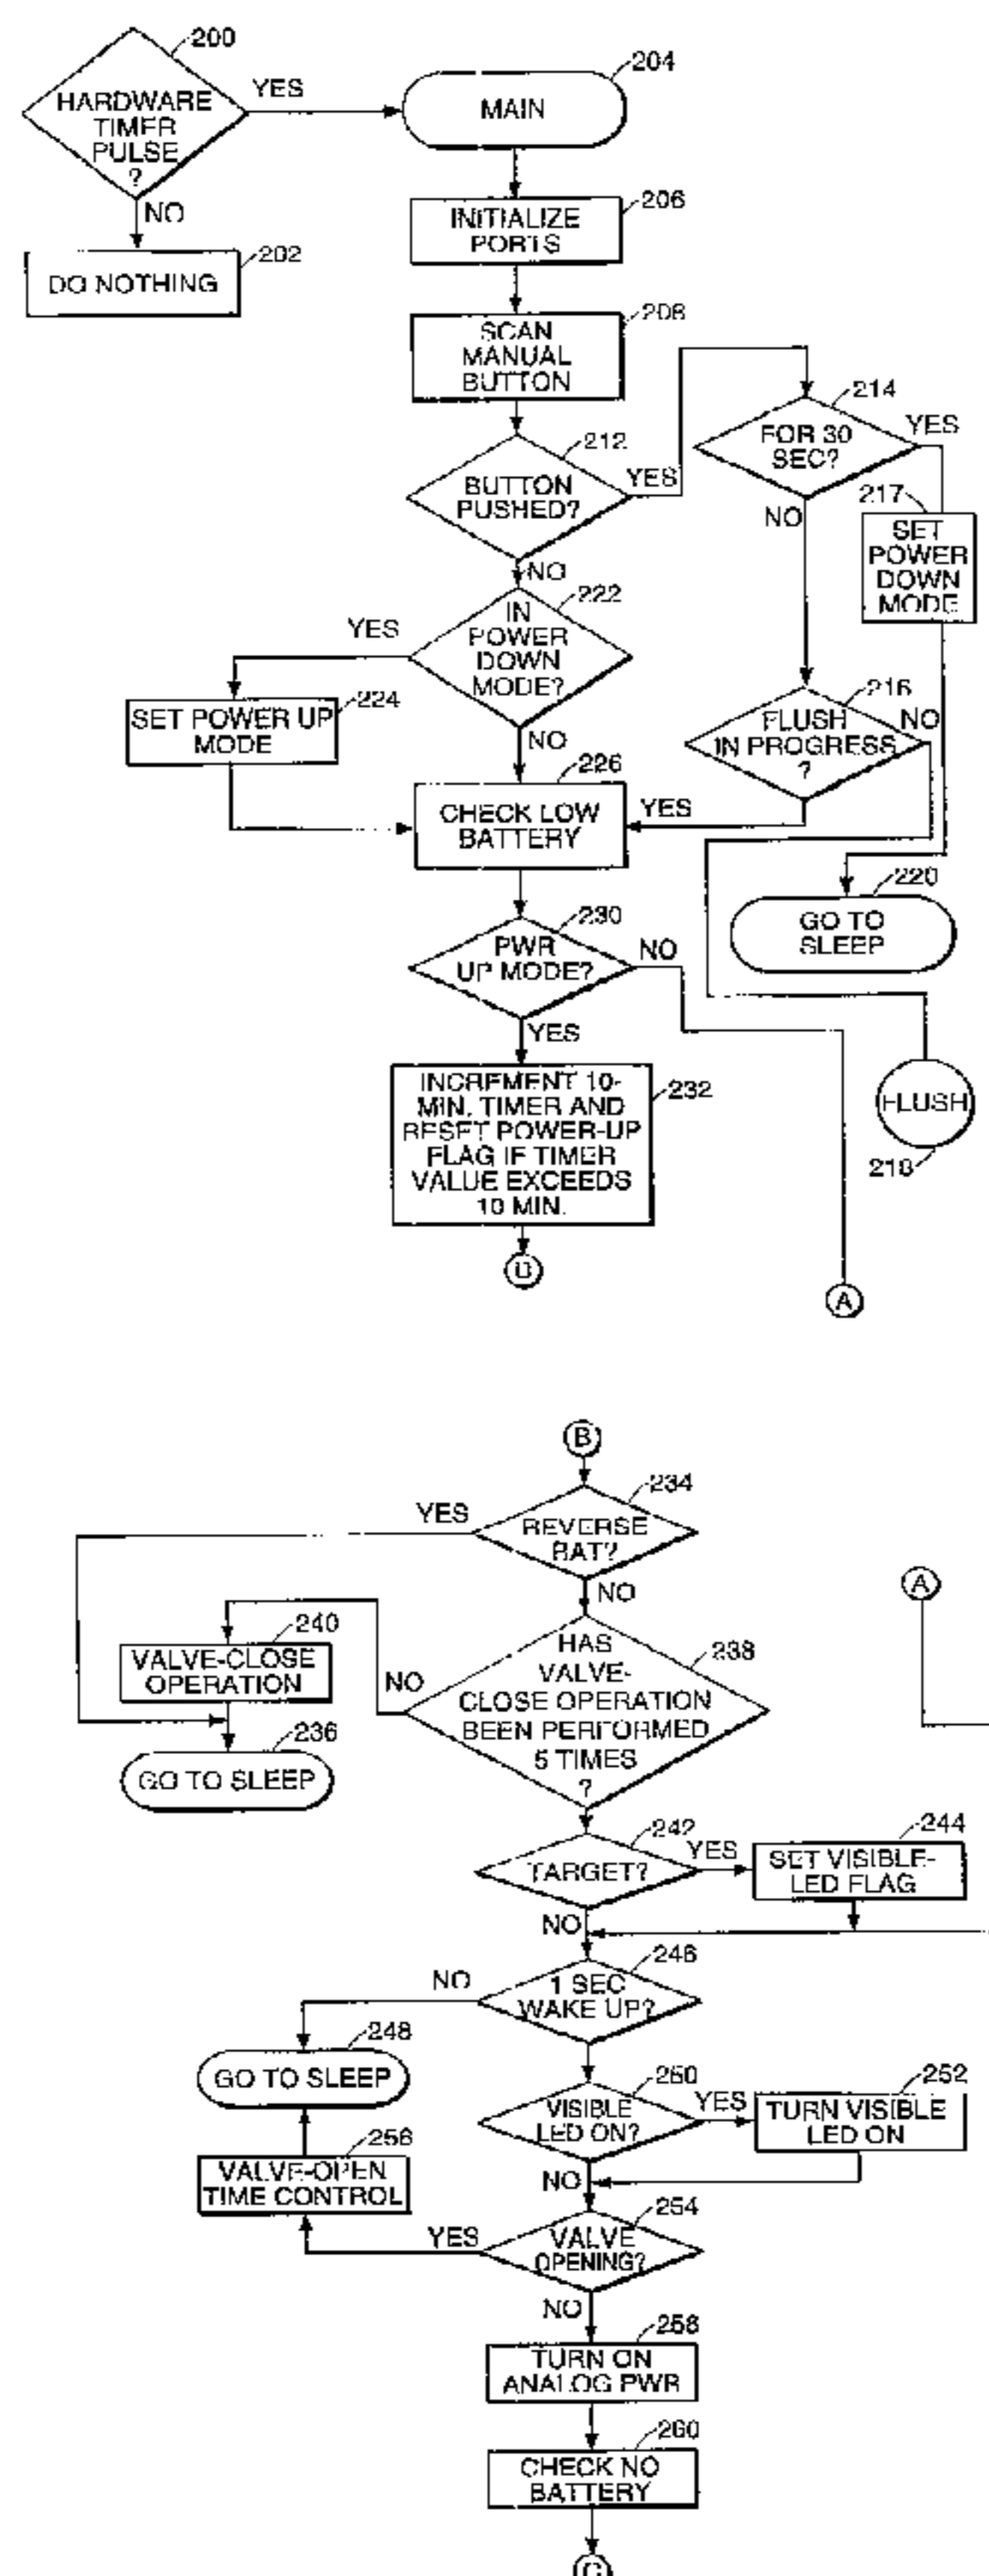 200
HARDWARE
TIMER
PULSE
?
YES
NO
202
DO NOTHING
204
MAIN
206
INITIALIZE
PORTS
208
SCAN
MANUAL
BUTTON
212
BUTTON
PUSHED?
YES
NO
214
FOR 30
SEC?
YES
NO
217
SET
POWER
DOWN
MODE
222
IN
POWER
DOWN
MODE?
YES
NO
224
SET POWER UP
MODE
216
FLUSH
IN PROGRESS
?
NO
YES
226
CHECK LOW
BATTERY
220
GO TO
SLEEP
230
PWR
UP MODE?
NO
YES
232
INCREMENT 10-
MIN. TIMER AND
RESET POWER-UP
FLAG IF TIMER
VALUE EXCEEDS
10 MIN.
FLUSH
218
B
A
B
234
REVERSE
BAT?
YES
NO
A
238
HAS
VALVE-
CLOSE OPERATION
BEEN PERFORMED
5 TIMES
?
NO
240
VALVE-CLOSE
OPERATION
236
GO TO SLEEP
242
TARGET?
YES
NO
244
SET VISIBLE-
LED FLAG
246
1 SEC
WAKE UP?
NO
248
GO TO SLEEP
250
VISIBLE
LED ON?
YES
NO
252
TURN VISIBLE
LED ON
256
VALVE-OPEN
TIME CONTROL
254
VALVE
OPENING?
YES
NO
258
TURN ON
ANALOG PWR
260
CHECK NO
BATTERY
C